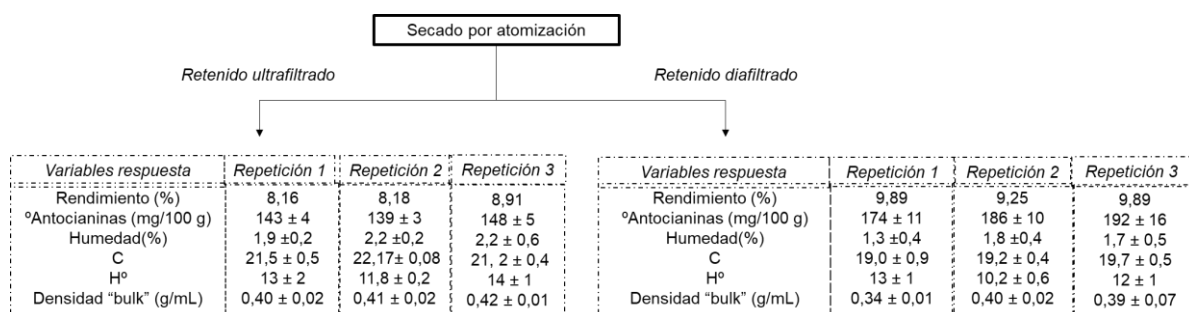 Secado por atomización
Retenido ultrafiltrado
Retenido diafiltrado
Variables respuesta Repetición 1 Repetición 2 Repetición 3
Rendimiento (%) 8,16 8,18 8,91
ºAntocianinas (mg/100 g) 143 ± 4 139 ± 3 148 ± 5
Humedad(%) 1,9 ±0,2 2,2 ±0,2 2,2 ± 0,6
C 21,5 ± 0,5 22,17± 0,08 21, 2 ± 0,4
Hº 13 ± 2 11,8 ± 0,2 14 ± 1
Densidad “bulk” (g/mL) 0,40 ± 0,02 0,41 ± 0,02 0,42 ± 0,01
Variables respuesta Repetición 1 Repetición 2 Repetición 3
Rendimiento (%) 9,89 9,25 9,89
ºAntocianinas (mg/100 g) 174 ± 11 186 ± 10 192 ± 16
Humedad(%) 1,3 ±0,4 1,8 ±0,4 1,7 ± 0,5
C 19,0 ± 0,9 19,2 ± 0,4 19,7 ± 0,5
Hº 13 ± 1 10,2 ± 0,6 12 ± 1
Densidad “bulk” (g/mL) 0,34 ± 0,01 0,40 ± 0,02 0,39 ± 0,07